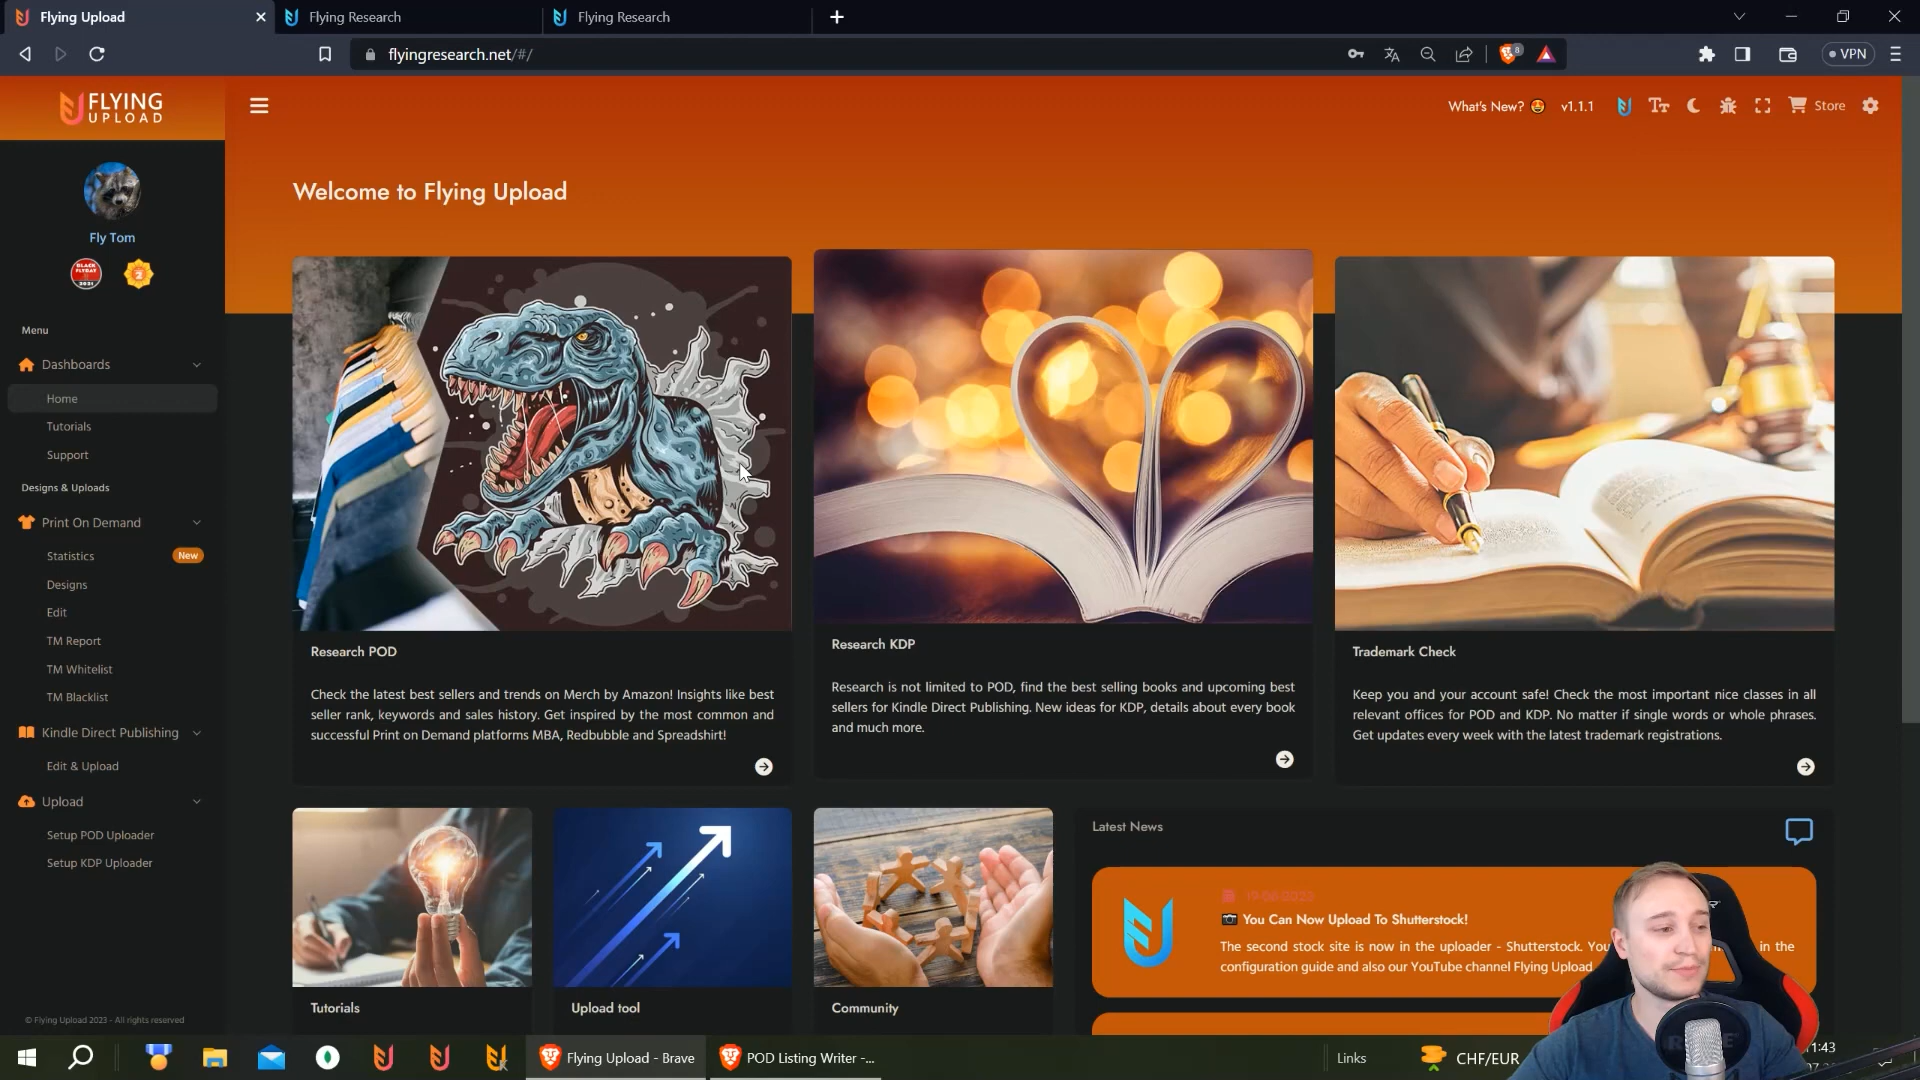 Flying Upload
Flying Research
Flying Research
flyingresearch.net/#/
8
VPN
FLYING
UPLOAD
What's New?
v1.1.1
Store
Fly Tom
BLACK
FLYDAY
2021
Welcome to Flying Upload
Menu
Dashboards
Home
Tutorials
Support
Designs & Uploads
Print On Demand
Statistics
New
Designs
Edit
TM Report
TM Whitelist
TM Blacklist
Kindle Direct Publishing
Edit & Upload
Upload
Setup POD Uploader
Setup KDP Uploader
© Flying Upload 2023 - All rights reserved
Research POD
Check the latest best sellers and trends on Merch by Amazon! Insights like best
seller rank, keywords and sales history. Get inspired by the most common and
successful Print on Demand platforms MBA, Redbubble and Spreadshirt!
Research KDP
Research is not limited to POD, find the best selling books and upcoming best
sellers for Kindle Direct Publishing. New ideas for KDP, details about every book
and much more.
Trademark Check
Keep you and your account safe! Check the most important nice classes in all
relevant offices for POD and KDP. No matter if single words or whole phrases.
Get updates every week with the latest trademark registrations.
Tutorials
Upload tool
Community
Latest News
You Can Now Upload To Shutterstock!
The second stock site is now in the uploader - Shutterstock. You
in the
configuration guide and also our YouTube channel Flying Upload
Flying Upload - Brave
POD Listing Writer -...
Links
CHF/EUR
11:43